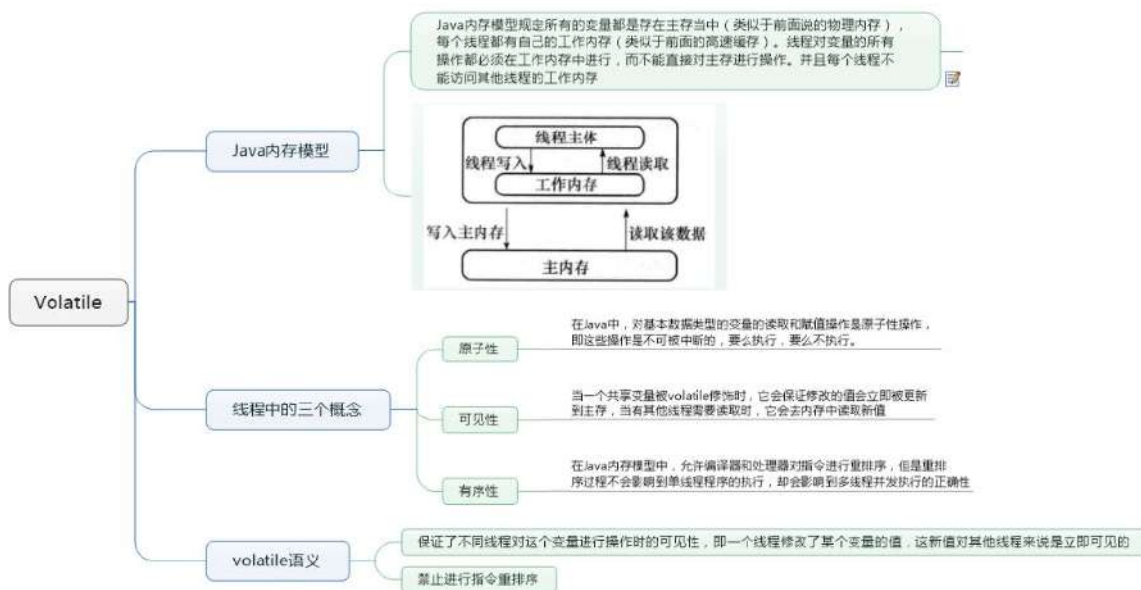 Java内存模型规定所有的变量都是存在主存当中（类似于前面说的物理内存），
每个线程都有自己的工作内存（类似于前面的高速缓存）。线程对变量的所有
操作都必须在工作内存中进行，而不能直接对主存进行操作。并且每个线程不
能访问其他线程的工作内存
Java内存模型
线程主体
线程写入
线程读取
工作内存
写入主内存
读取该数据
主内存
Volatile
线程中的三个概念
原子性
在Java中，对基本数据类型的变量的读取和赋值操作是原子性操作，
即这些操作是不可被中断的，要么执行，要么不执行。
可见性
当一个共享变量被volatile修饰时，它会保证修改的值会立即被更新
到主存，当有其他线程需要读取时，它会去内存中读取新值
有序性
在Java内存模型中，允许编译器和处理器对指令进行重排序，但是重排
序过程不会影响到单线程程序的执行，却会影响到多线程并发执行的正确性
volatile语义
保证了不同线程对这个变量进行操作时的可见性，即一个线程修改了某个变量的值，这新值对其他线程来说是立即可见的
禁止进行指令重排序